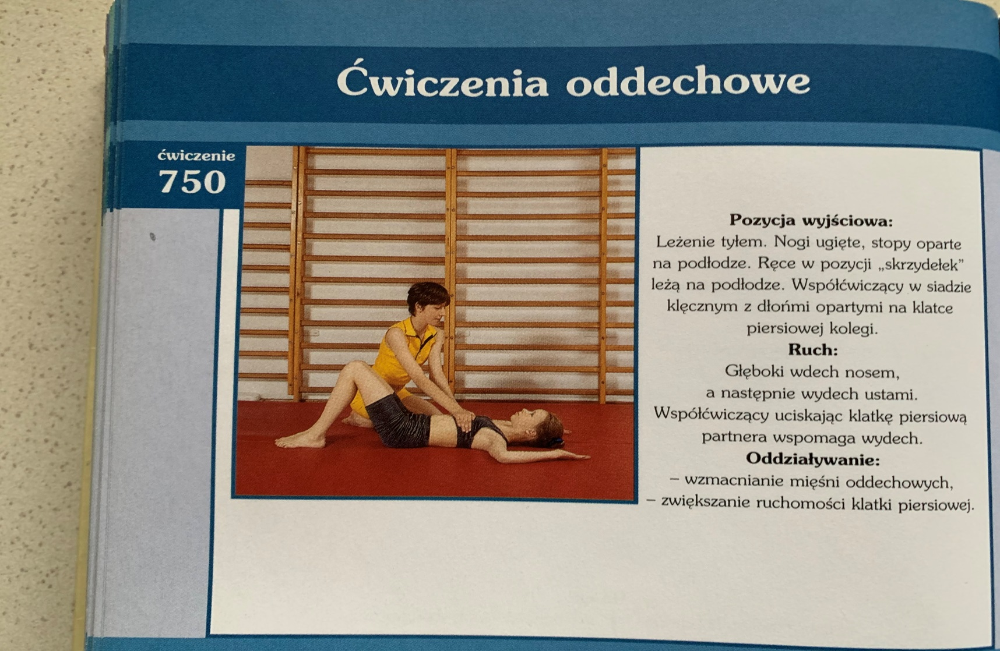 Ćwiczenia oddechowe
ćwiczenie
750
Pozycja wyjściowa:
Leżenie tyłem. Nogi ugięte, stopy oparte
na podłodze. Ręce w pozycji „skrzydełek”
leżą na podłodze. Współćwiczący w siadzie
klęcznym z dłońmi opartymi na klatce
piersiowej kolegi.
Ruch:
Głęboki wdech nosem,
a następnie wydech ustami.
Współćwiczący uciskając klatkę piersiową
partnera wspomaga wydech.
Oddziaływanie:
– wzmacnianie mięśni oddechowych,
– zwiększanie ruchomości klatki piersiowej.